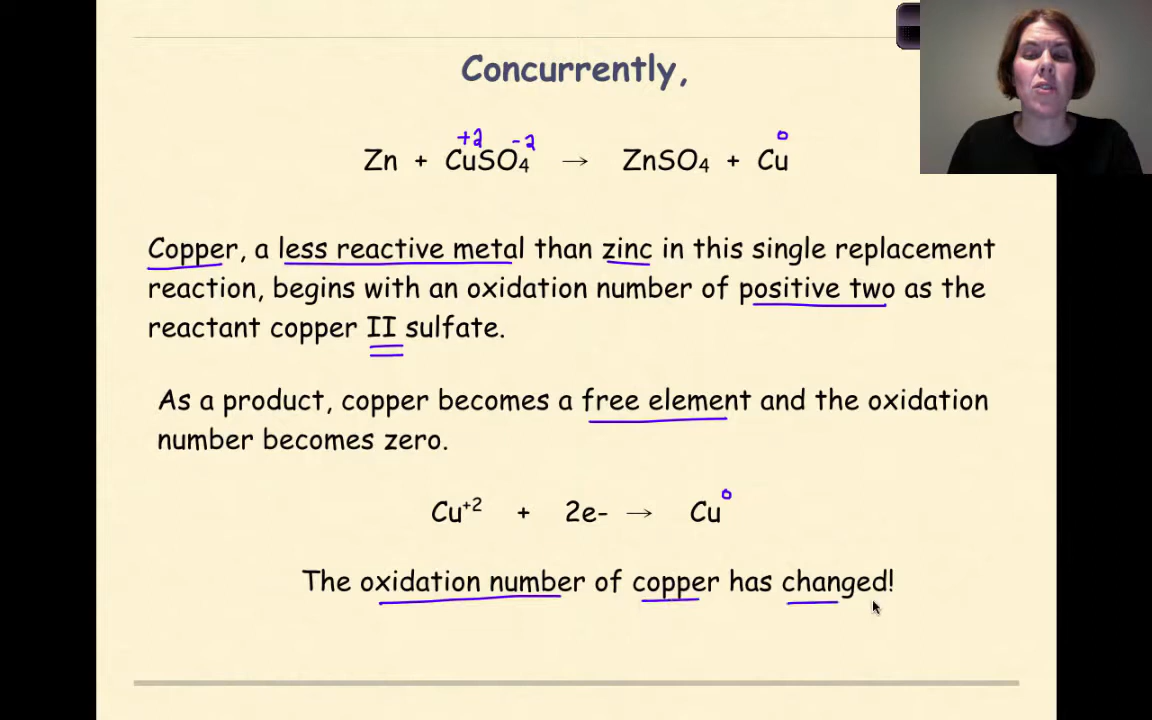 Concurrently,
+2 -2 0
Zn + CuSO₄ → ZnSO₄ + Cu
Copper, a less reactive metal than zinc in this single replacement
reaction, begins with an oxidation number of positive two as the
reactant copper II sulfate.
As a product, copper becomes a free element and the oxidation
number becomes zero.
Cu⁺² + 2e- → Cu⁰
The oxidation number of copper has changed!